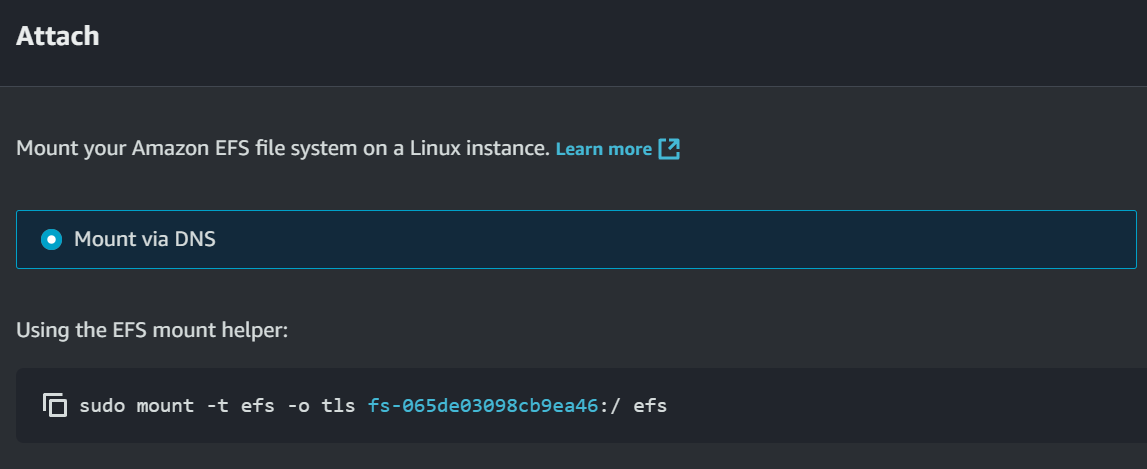 Attach
Mount your Amazon EFS file system on a Linux instance. Learn more
Mount via DNS
Using the EFS mount helper:
sudo mount -t efs -o tls fs-065de03098cb9ea46:/ efs